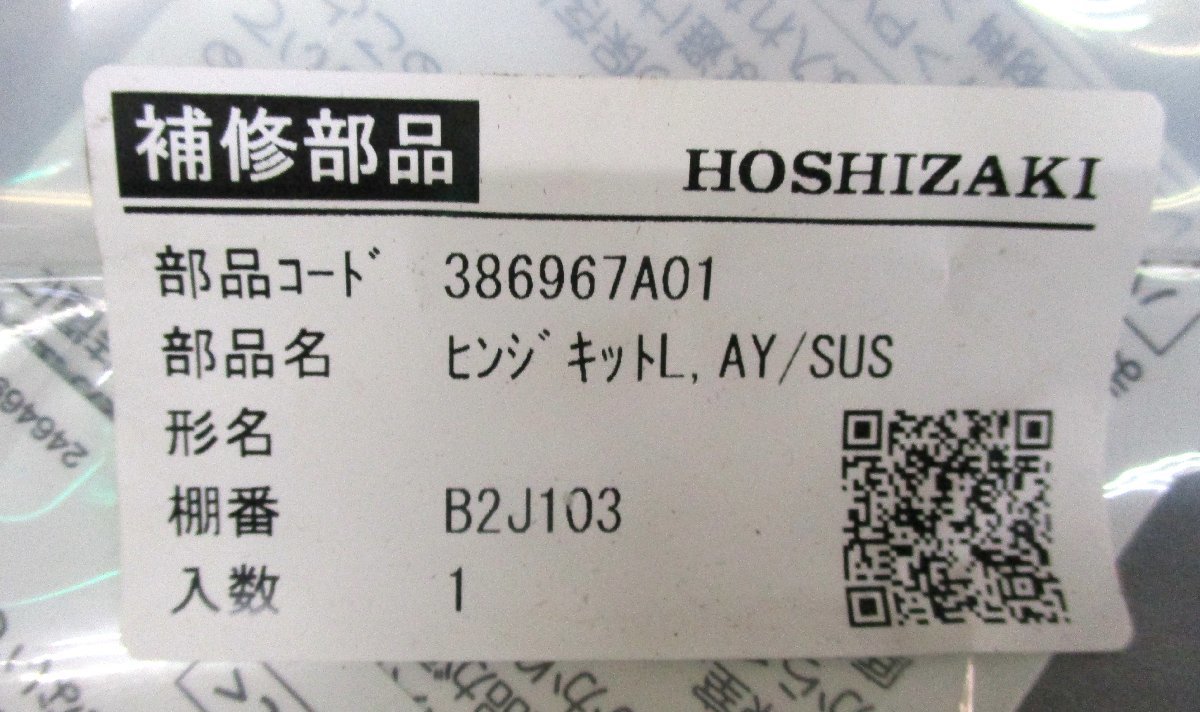 補修部品
HOSHIZAKI
部品ｺｰﾄﾞ 386967A01
部品名 ﾋﾝｼﾞｷｯﾄL, AY/SUS
形名
棚番 B2J103
入数 1